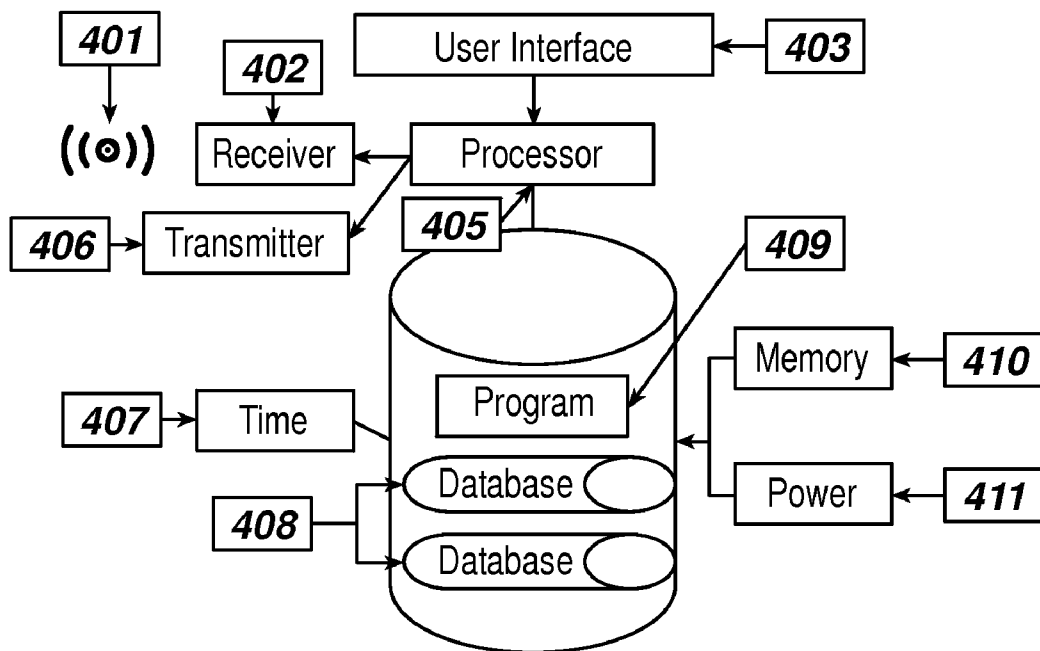 401
User Interface
403
402
Receiver
Processor
405
406
Transmitter
409
Memory
410
Program
407
Time
Database
408
Power
411
Database